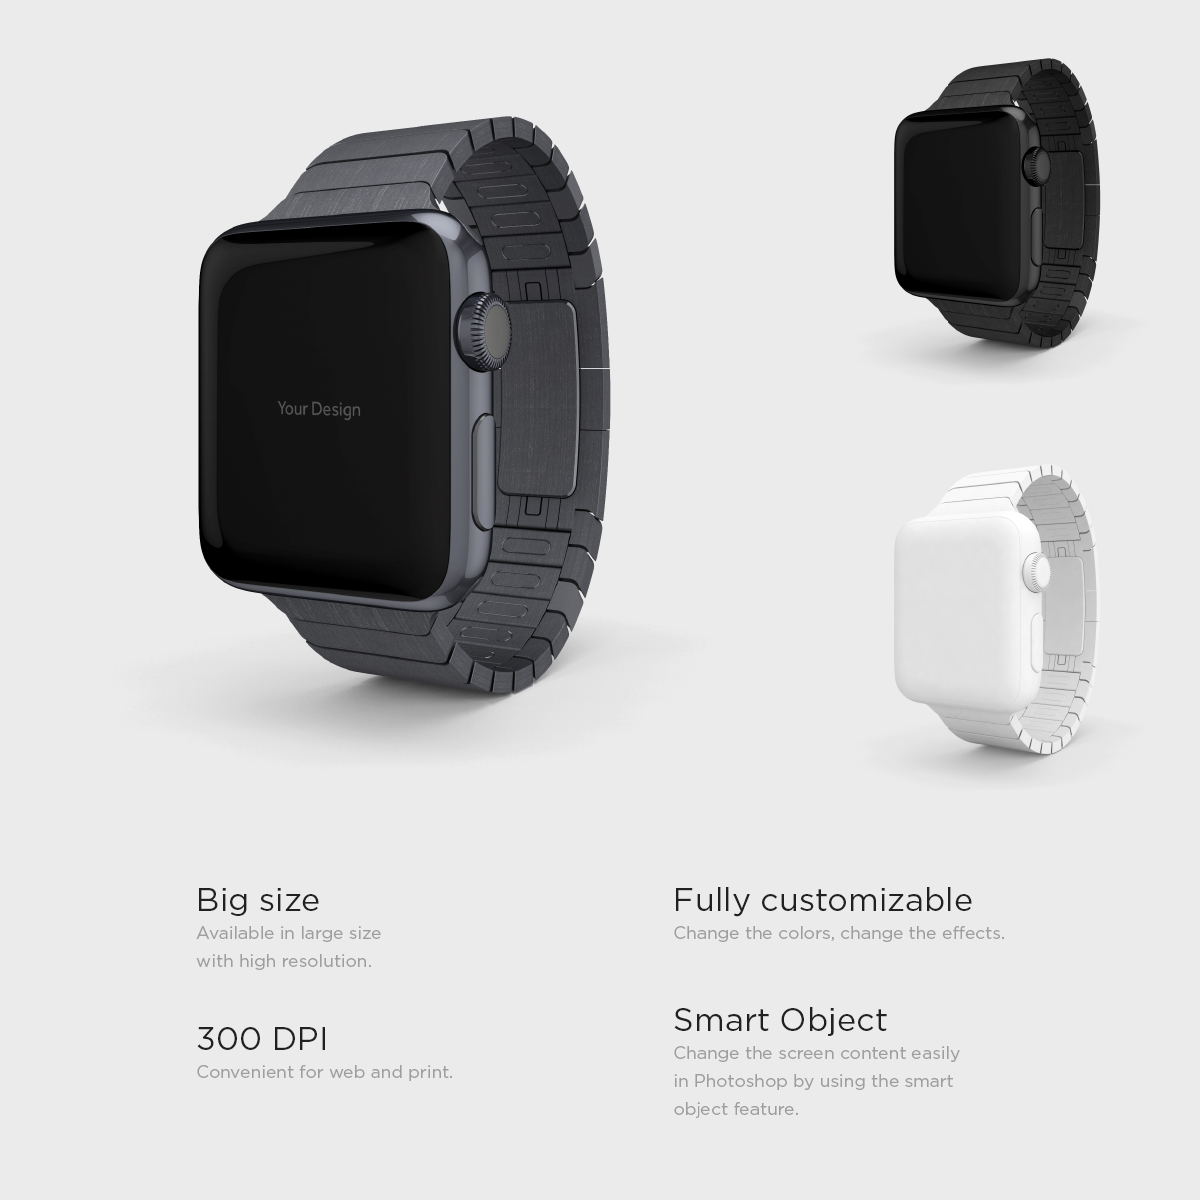 Your Design
Big size
Available in large size
with high resolution.
300 DPI
Convenient for web and print.
Fully customizable
Change the colors, change the effects.
Smart Object
Change the screen content easily
in Photoshop by using the smart
object feature.